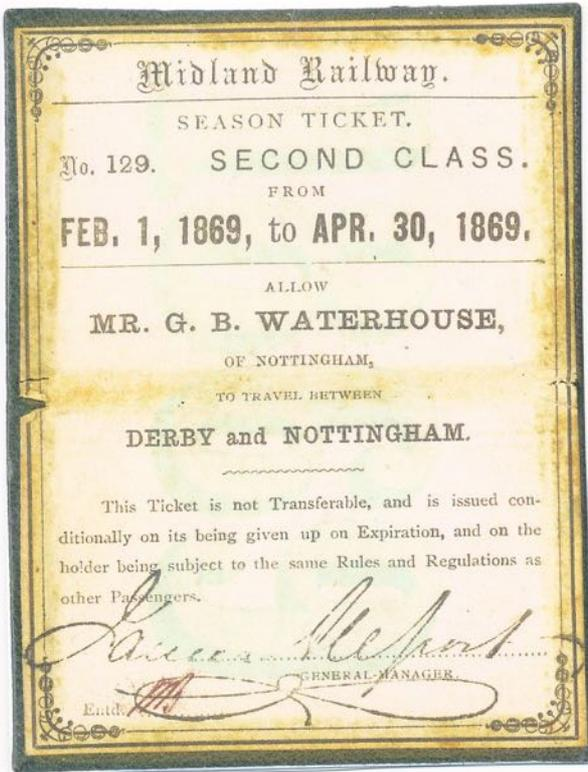 Midland Railway.
SEASON TICKET.
No. 129. SECOND CLASS.
FROM
FEB. 1, 1869, to APR. 30, 1869.
ALLOW
MR. G. B. WATERHOUSE,
OF NOTTINGHAM,
TO TRAVEL BETWEEN
DERBY and NOTTINGHAM.
This Ticket is not Transferable, and is issued con-
ditionally on its being given up on Expiration, and on the
holder being subject to the same Rules and Regulations as
other Passengers.
James Allport
GENERAL-MANAGER.
Entd.